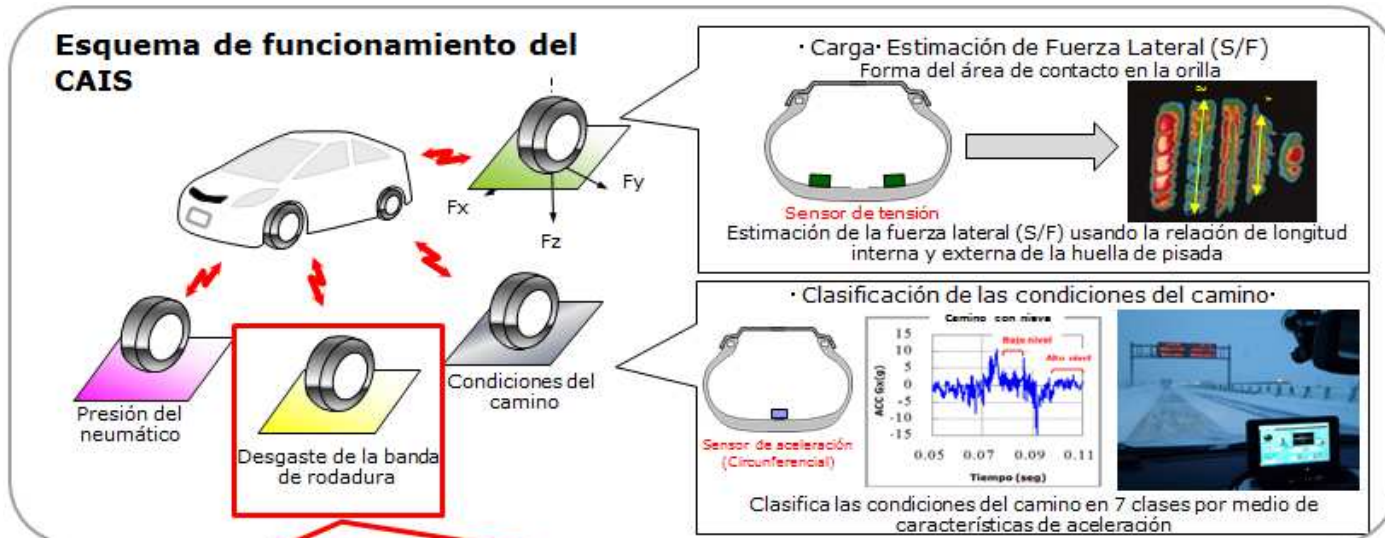 Esquema de funcionamiento del
CAIS
Fx
Fy
Fz
Presión del
neumático
Desgaste de la banda
de rodadura
Condiciones del
camino
· Carga· Estimación de Fuerza Lateral (S/F)
Forma del área de contacto en la orilla
Sensor de tensión
Estimación de la fuerza lateral (S/F) usando la relación de longitud
interna y externa de la huella de pisada
· Clasificación de las condiciones del camino·
Sensor de aceleración
(Circunferencial)
Camino con nieve
Bajo nivel
Alto nivel
ACC Gx(g)
15
10
5
0
-5
-10
-15
0.05
0.07
0.09
0.11
Tiempo (seg)
Clasifica las condiciones del camino en 7 clases por medio de
características de aceleración